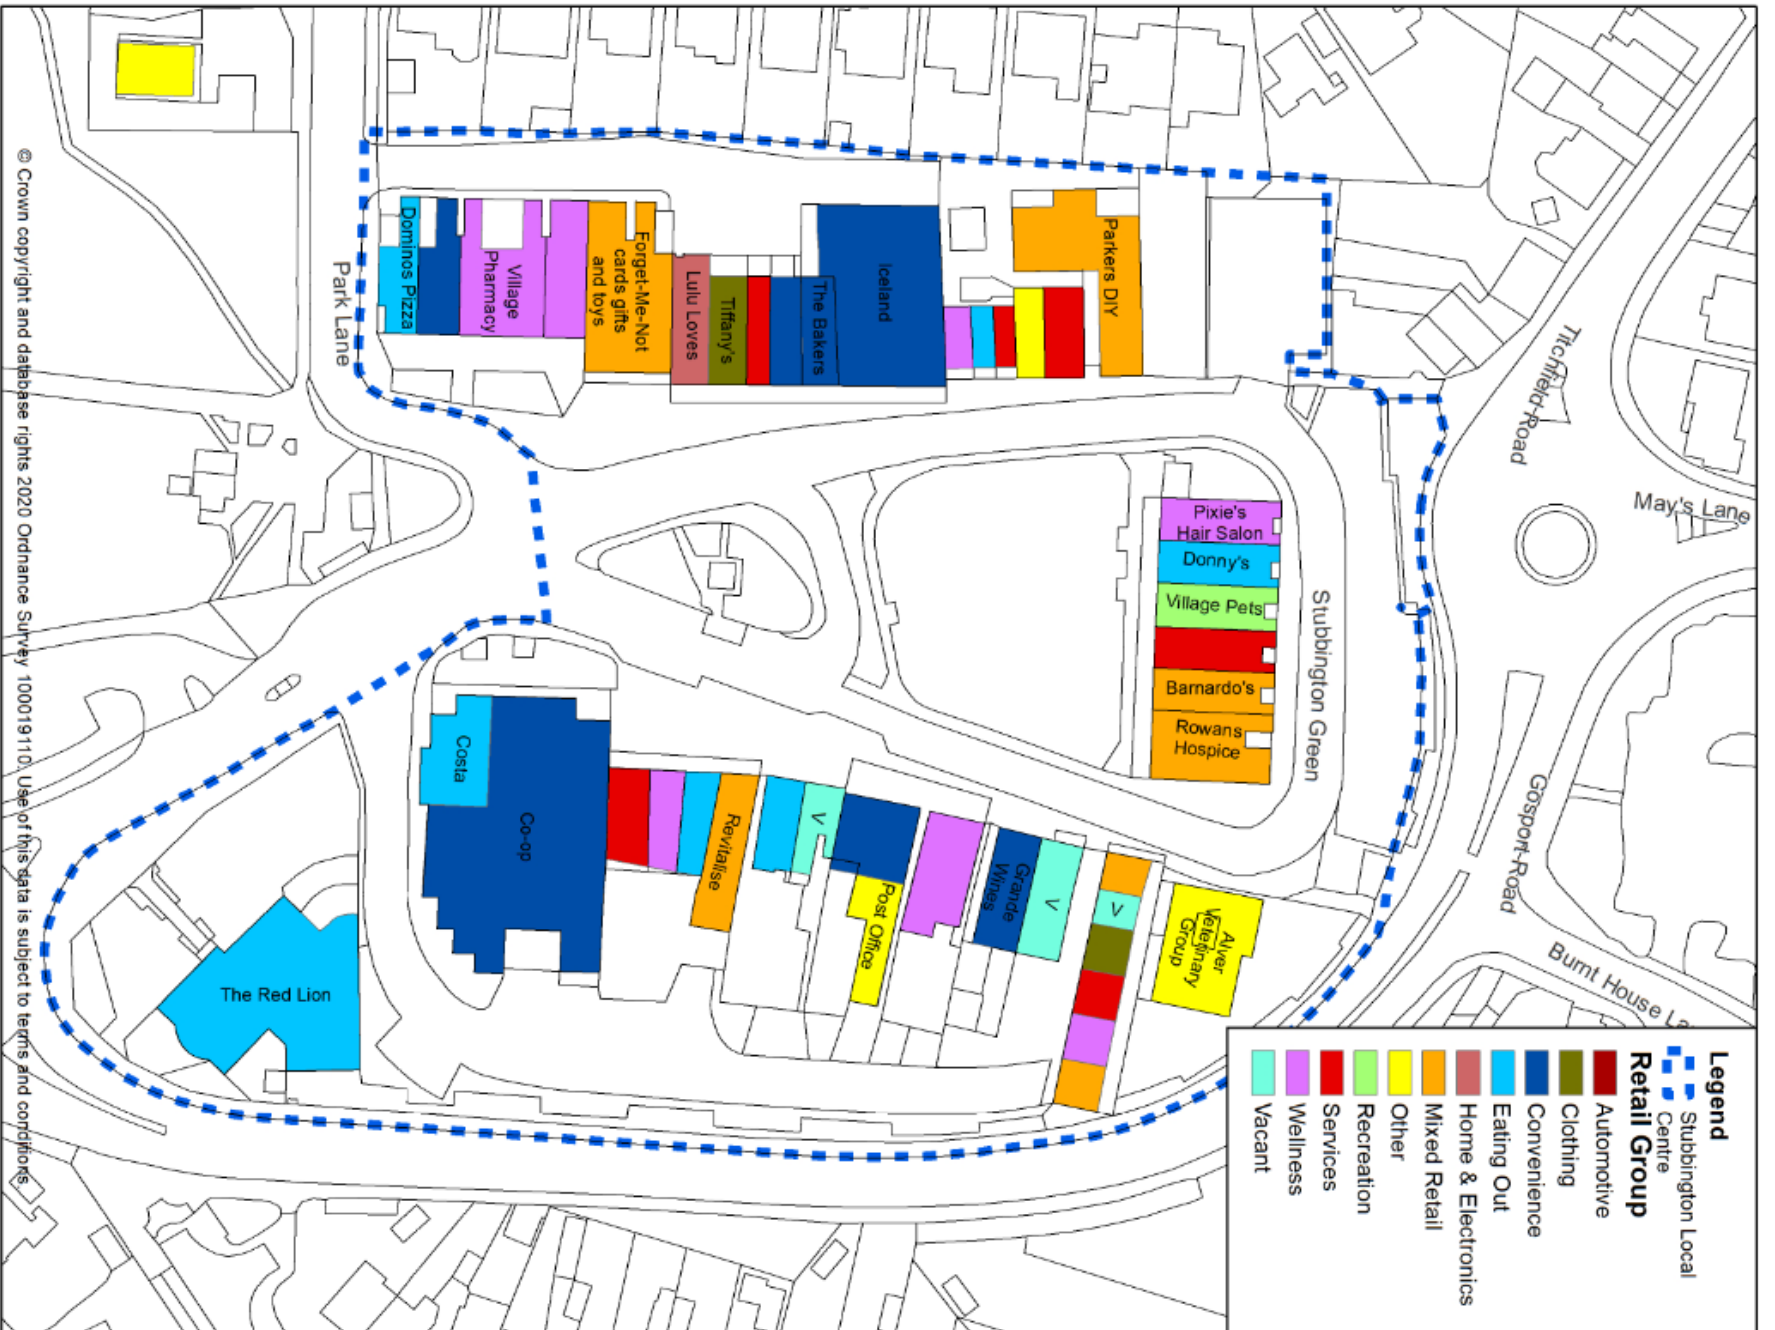 Legend
Stubbington Local
Centre
Retail Group
Automotive
Clothing
Convenience
Eating Out
Home & Electronics
Mixed Retail
Other
Recreation
Services
Wellness
Vacant
Titchfield Road
May's Lane
Gosport Road
Burnt House La
Stubbington Green
Park Lane
Parkers DIY
Iceland
The Bakers
Tiffany's
Lulu Loves
Forget-Me-Not
cards gifts
and toys
Village
Pharmacy
Dominos Pizza
Pixie's
Hair Salon
Donny's
Village Pets
Barnardo's
Rowans
Hospice
Alver
Veterinary
Group
V
V
Grande
Wines
Post Office
V
Revitalise
Co-op
Costa
The Red Lion
© Crown copyright and database rights 2020 Ordnance Survey 100019110. Use of this data is subject to terms and conditions